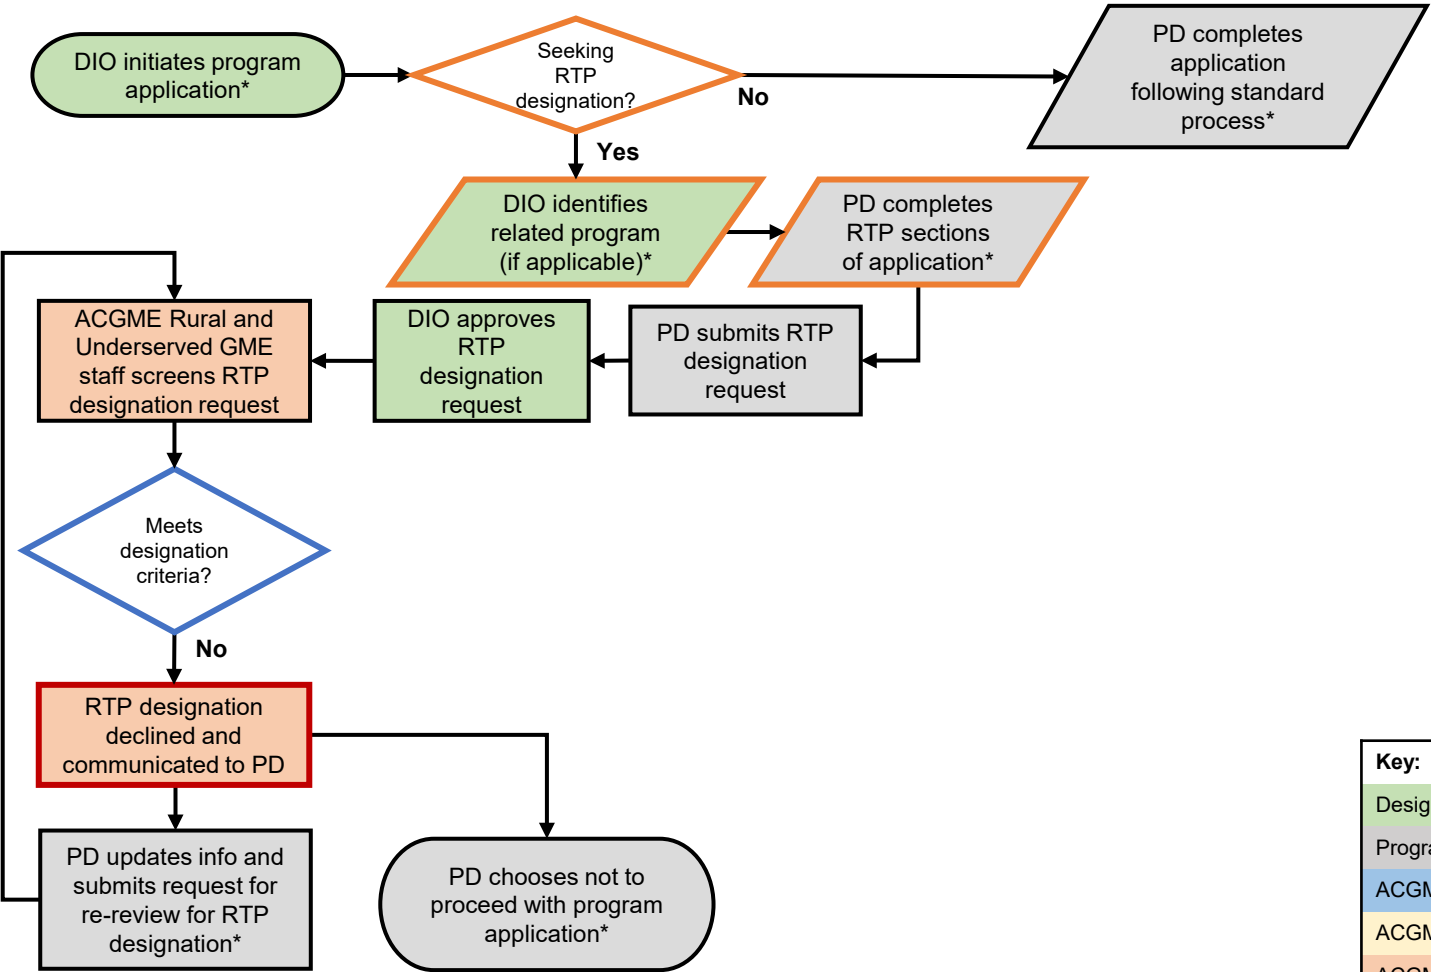 DIO initiates program
application*
Seeking
RTP
designation?
No
PD completes
application
following standard
process*
Yes
DIO identifies
related program
(if applicable)*
PD completes
RTP sections
of application*
ACGME Rural and
Underserved GME
staff screens RTP
designation request
DIO approves
RTP
designation
request
PD submits RTP
designation
request
Meets
designation
criteria?
No
RTP designation
declined and
communicated to PD
PD updates info and
submits request for
re-review for RTP
designation*
PD chooses not to
proceed with program
application*
Key: